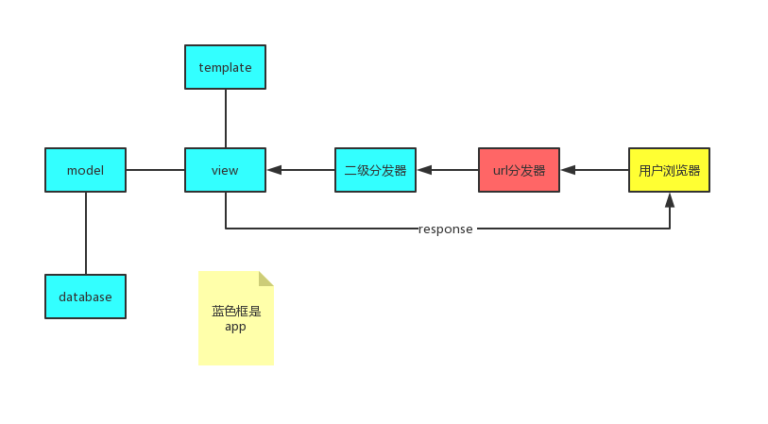 template
model
view
二级分发器
url分发器
用户浏览器
response
database
蓝色框是
app